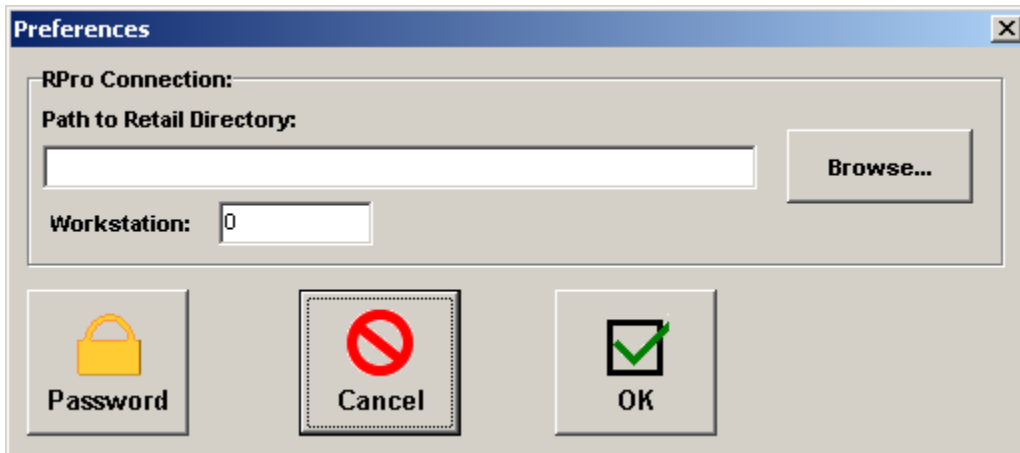 Preferences
RPro Connection:
Path to Retail Directory:
Browse...
Workstation: 0
Password Cancel OK